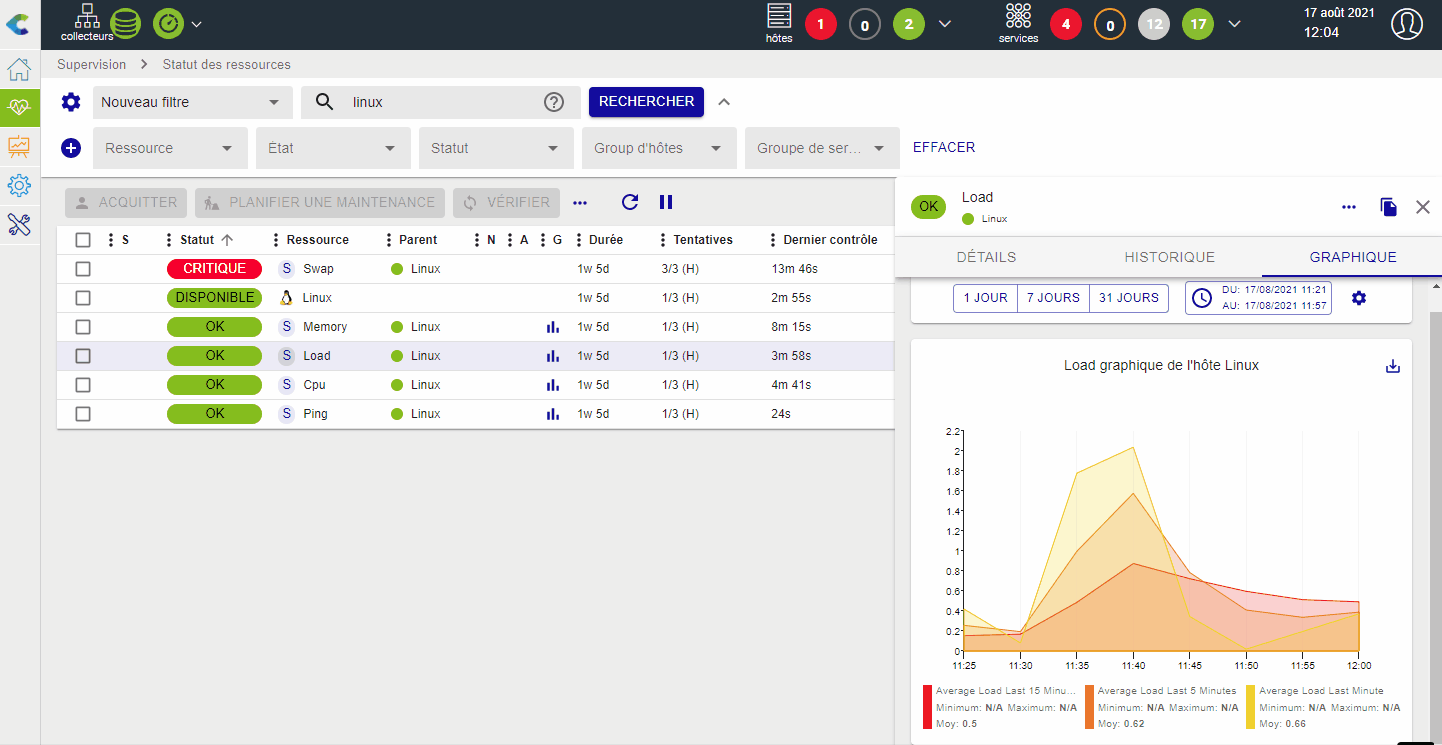 collecteurs
hôtes
1
0
2
services
4
0
12
17
17 août 2021
12:04
Supervision
Statut des ressources
Nouveau filtre
linux
?
RECHERCHER
Ressource
État
Statut
Group d'hôtes
Groupe de ser...
EFFACER
ACQUITTER
PLANIFIER UNE MAINTENANCE
VÉRIFIER
S Statut Ressource Parent N A G Durée Tentatives Dernier contrôle
CRITIQUE S Swap Linux 1w 5d 3/3 (H) 13m 46s
DISPONIBLE Linux 1w 5d 1/3 (H) 2m 55s
OK S Memory Linux 1w 5d 1/3 (H) 8m 15s
OK S Load Linux 1w 5d 1/3 (H) 3m 58s
OK S Cpu Linux 1w 5d 1/3 (H) 4m 41s
OK S Ping Linux 1w 5d 1/3 (H) 24s
OK
Load
Linux
DÉTAILS
HISTORIQUE
GRAPHIQUE
1 JOUR
7 JOURS
31 JOURS
DU: 17/08/2021 11:21
AU: 17/08/2021 11:57
Load graphique de l'hôte Linux
2.2
2
1.8
1.6
1.4
1.2
1
0.8
0.6
0.4
0.2
0
11:25 11:30 11:35 11:40 11:45 11:50 11:55 12:00
Average Load Last 15 Minu...
Minimum: N/A Maximum: N/A
Moy: 0.5
Average Load Last 5 Minutes
Minimum: N/A Maximum: N/A
Moy: 0.62
Average Load Last Minute
Minimum: N/A Maximum: N/A
Moy: 0.66